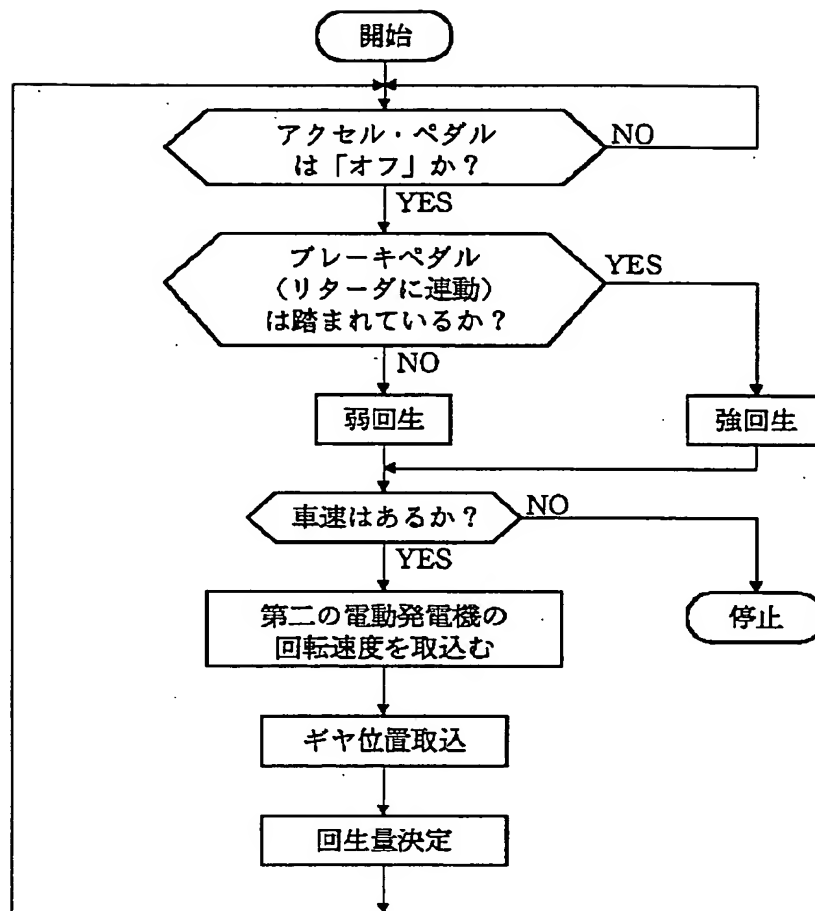 開始
アクセル・ペダル
は「オフ」か？
NO
YES
ブレーキペダル
（リターダに連動）
は踏まれているか？
YES
NO
弱回生
強回生
車速はあるか？
NO
YES
第二の電動発電機の
回転速度を取込む
停止
ギヤ位置取込
回生量決定